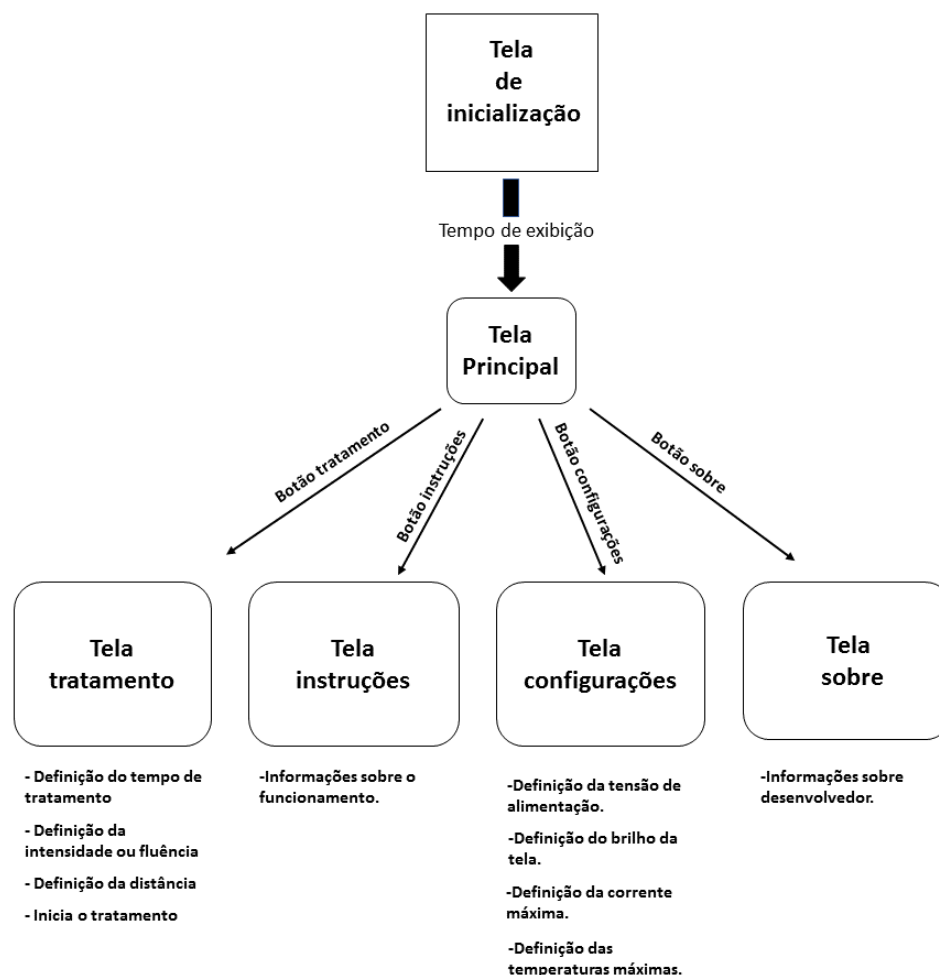 Tela
de
inicialização
Tempo de exibição
Tela
Principal
Botão tratamento
Botão instruções
Botão configurações
Botão sobre
Tela
tratamento
Tela
instruções
Tela
configurações
Tela
sobre
- Definição do tempo de
tratamento
- Definição da
intensidade ou fluência
- Definição da distância
- Inicia o tratamento
-Informações sobre o
funcionamento.
-Definição da tensão de
alimentação.
-Definição do brilho da
tela.
-Definição da corrente
máxima.
-Definição das
temperaturas máximas.
-Informações sobre
desenvolvedor.